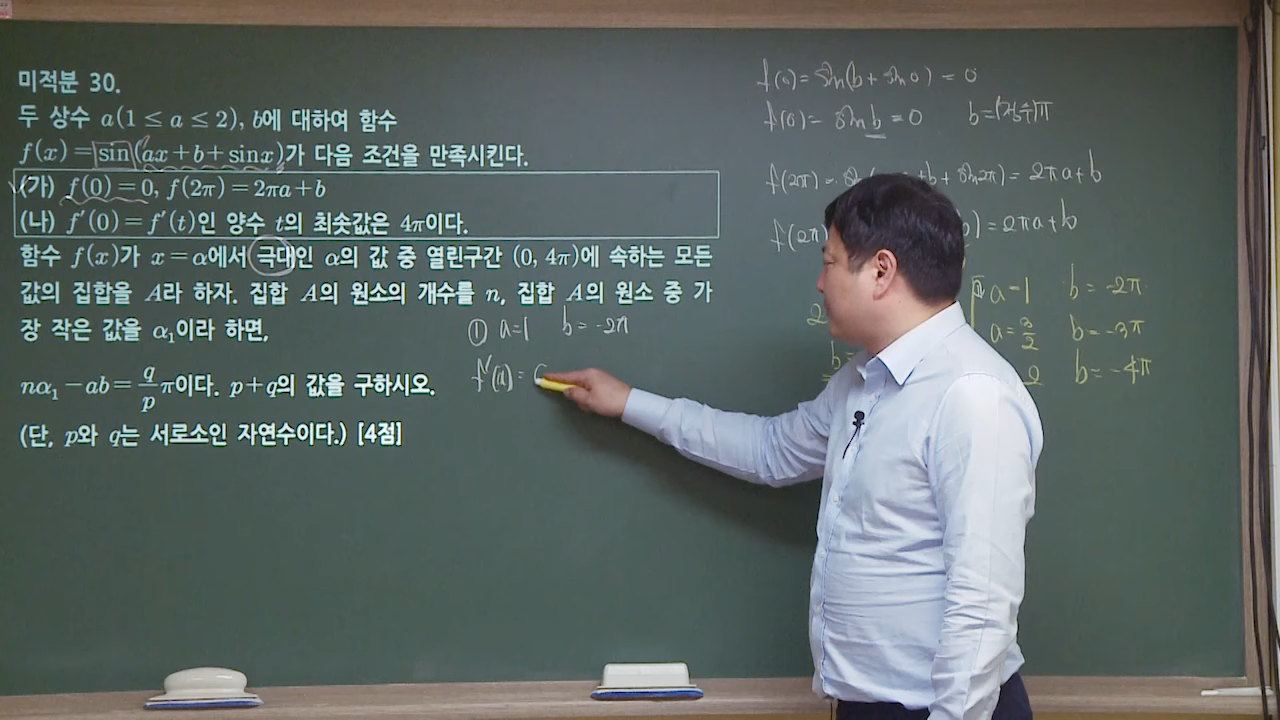 미적분 30.
두 상수 a(1≤a≤2), b에 대하여 함수
f(x)=sin(ax+b+sinx)가 다음 조건을 만족시킨다.
(가) f(0)=0, f(2π)=2πa+b
(나) f′(0)=f′(t)인 양수 t의 최솟값은 4π이다.
함수 f(x)가 x=α에서 극대인 α의 값 중 열린구간 (0, 4π)에 속하는 모든
값의 집합을 A라 하자. 집합 A의 원소의 개수를 n, 집합 A의 원소 중 가
장 작은 값을 α₁이라 하면,
nα₁−ab=q/p π이다. p+q의 값을 구하시오.
(단, p와 q는 서로소인 자연수이다.) [4점]
① a=1 b=-2π
f′(x)=
f(0)=sin(b+sin0)=0
f(0)=sin b=0 b=(정수)π
f(2π)= +b+sin2π)=2πa+b
f(2π) )=2πa+b
a=1 b=-2π
a=3/2 b=-3π
2 b=-4π